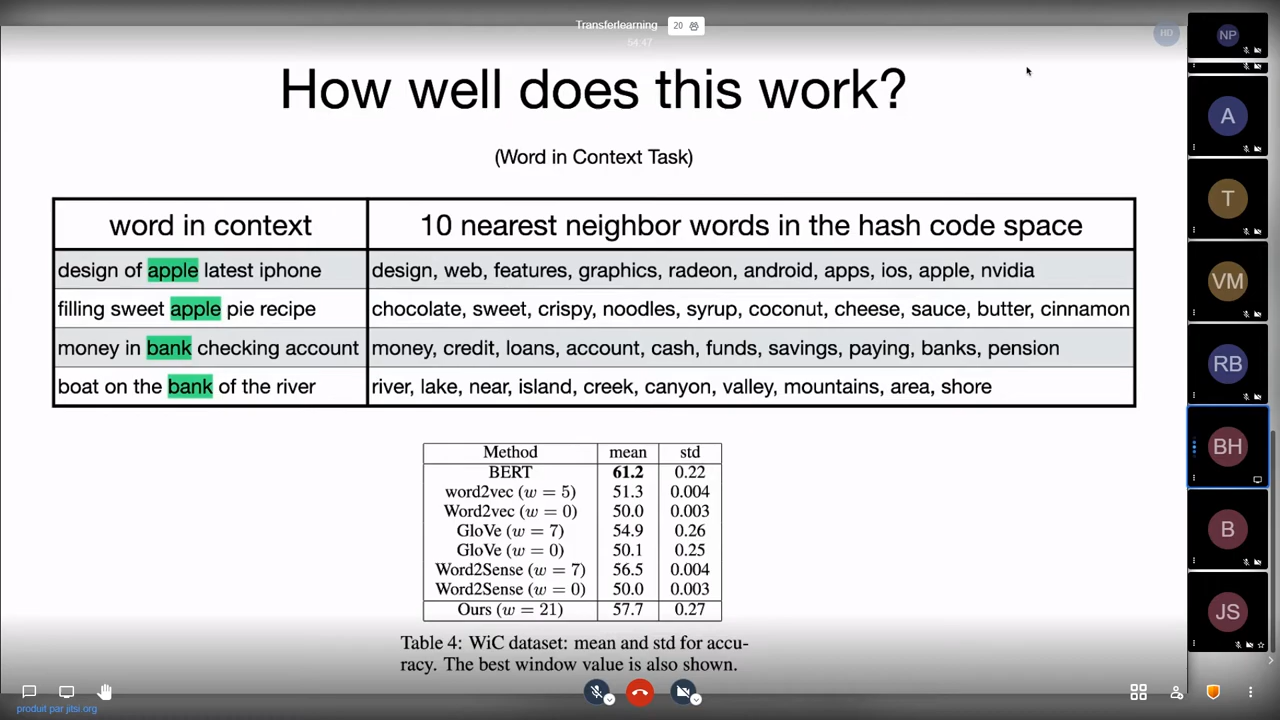 Transferlearning 20
54:47
HD
NP
How well does this work?
(Word in Context Task)
A
T
VM
RB
BH
B
JS
word in context 10 nearest neighbor words in the hash code space
design of apple latest iphone design, web, features, graphics, radeon, android, apps, ios, apple, nvidia
filling sweet apple pie recipe chocolate, sweet, crispy, noodles, syrup, coconut, cheese, sauce, butter, cinnamon
money in bank checking account money, credit, loans, account, cash, funds, savings, paying, banks, pension
boat on the bank of the river river, lake, near, island, creek, canyon, valley, mountains, area, shore
Method mean std
BERT 61.2 0.22
word2vec (w = 5) 51.3 0.004
Word2vec (w = 0) 50.0 0.003
GloVe (w = 7) 54.9 0.26
GloVe (w = 0) 50.1 0.25
Word2Sense (w = 7) 56.5 0.004
Word2Sense (w = 0) 50.0 0.003
Ours (w = 21) 57.7 0.27
Table 4: WiC dataset: mean and std for accu-
racy. The best window value is also shown.
produit par jitsi.org